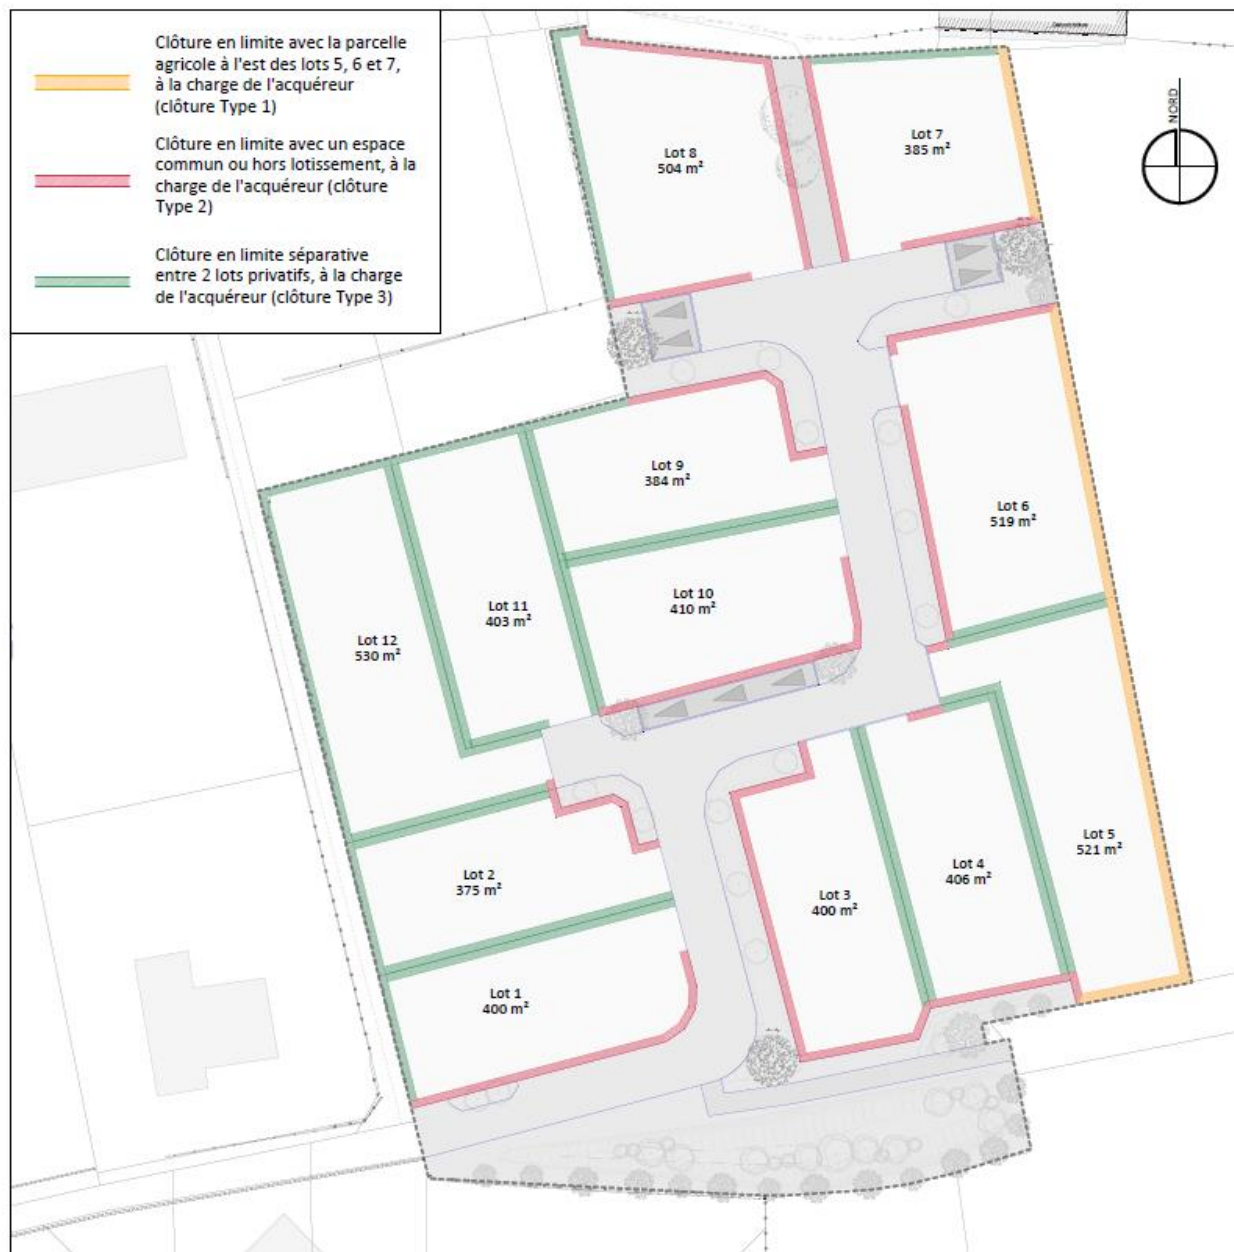 Clôture en limite avec la parcelle
agricole à l'est des lots 5, 6 et 7,
à la charge de l'acquéreur
(clôture Type 1)
Clôture en limite avec un espace
commun ou hors lotissement, à la
charge de l'acquéreur (clôture
Type 2)
Clôture en limite séparative
entre 2 lots privatifs, à la charge
de l'acquéreur (clôture Type 3)
NORD
Lot 7
385 m²
Lot 8
504 m²
Lot 9
384 m²
Lot 6
519 m²
Lot 10
410 m²
Lot 11
403 m²
Lot 12
530 m²
Lot 5
521 m²
Lot 4
406 m²
Lot 2
375 m²
Lot 3
400 m²
Lot 1
400 m²